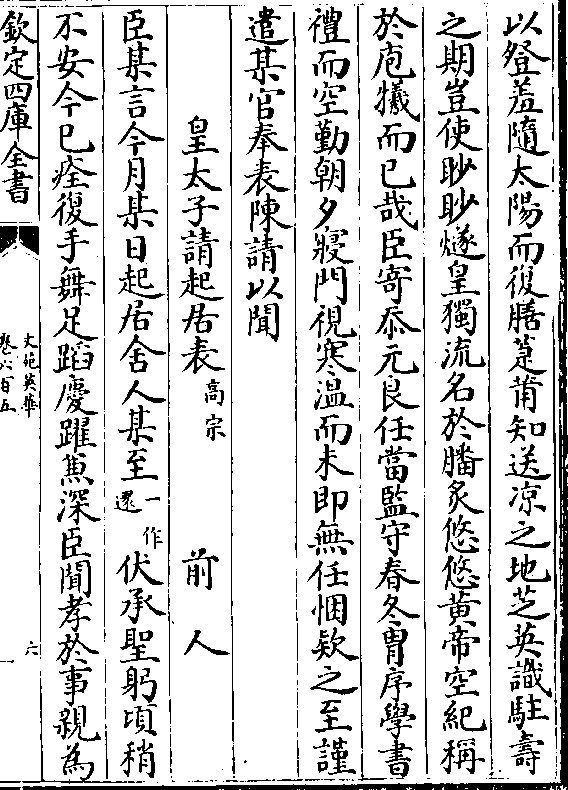 以登羞隨太陽而復膳萐莆知送凉之地芝英識駐壽
之期豈使眇眇燧皇獨流名於膰炙悠悠黄帝空紀稱
於庖犧而已哉臣寄忝元良任當監守春冬胄序學書
禮而空勤朝夕寢門視寒温而未即無任悃欵之至謹
遣某官奉表陳請以聞
皇太子請起居表 高宗 前人
臣某言今月某日起居舍人某至一作還伏承聖躬頃稍
不安今已痊復手舞足蹈慶躍兼深臣聞孝於事親為
欽定四庫全書
文苑英華
卷六百五
六